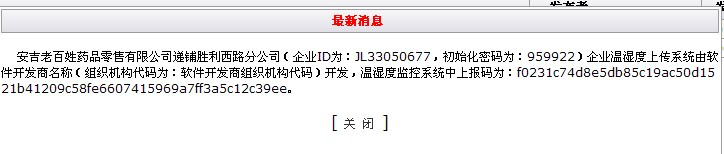 最新消息
安吉老百姓药品零售有限公司递铺胜利西路分公司（企业ID为：JL33050677，初始化密码为：959922）企业温湿度上传系统由软
件开发商名称（组织机构代码为：软件开发商组织机构代码）开发，温湿度监控系统中上报码为：f0231c74d8e5db85c19ac50d15
21b41209c58fe6607415969a7ff3a5c12c39ee。
[ 关 闭 ]